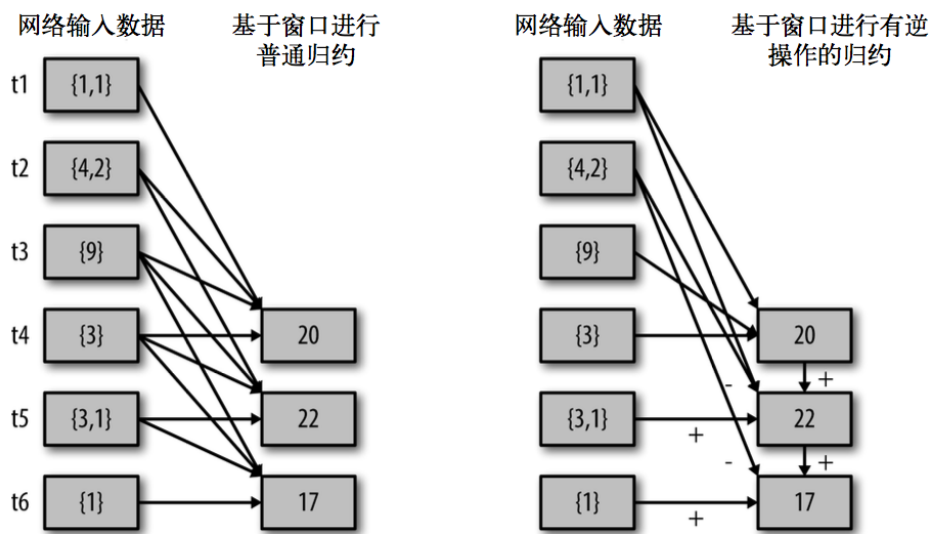 网络输入数据
基于窗口进行
普通归约
t1
{1,1}
t2
{4,2}
t3
{9}
t4
{3}
20
t5
{3,1}
22
t6
{1}
17
网络输入数据
基于窗口进行有逆
操作的归约
{1,1}
{4,2}
{9}
{3}
20
-
+
{3,1}
+
22
-
+
{1}
+
17